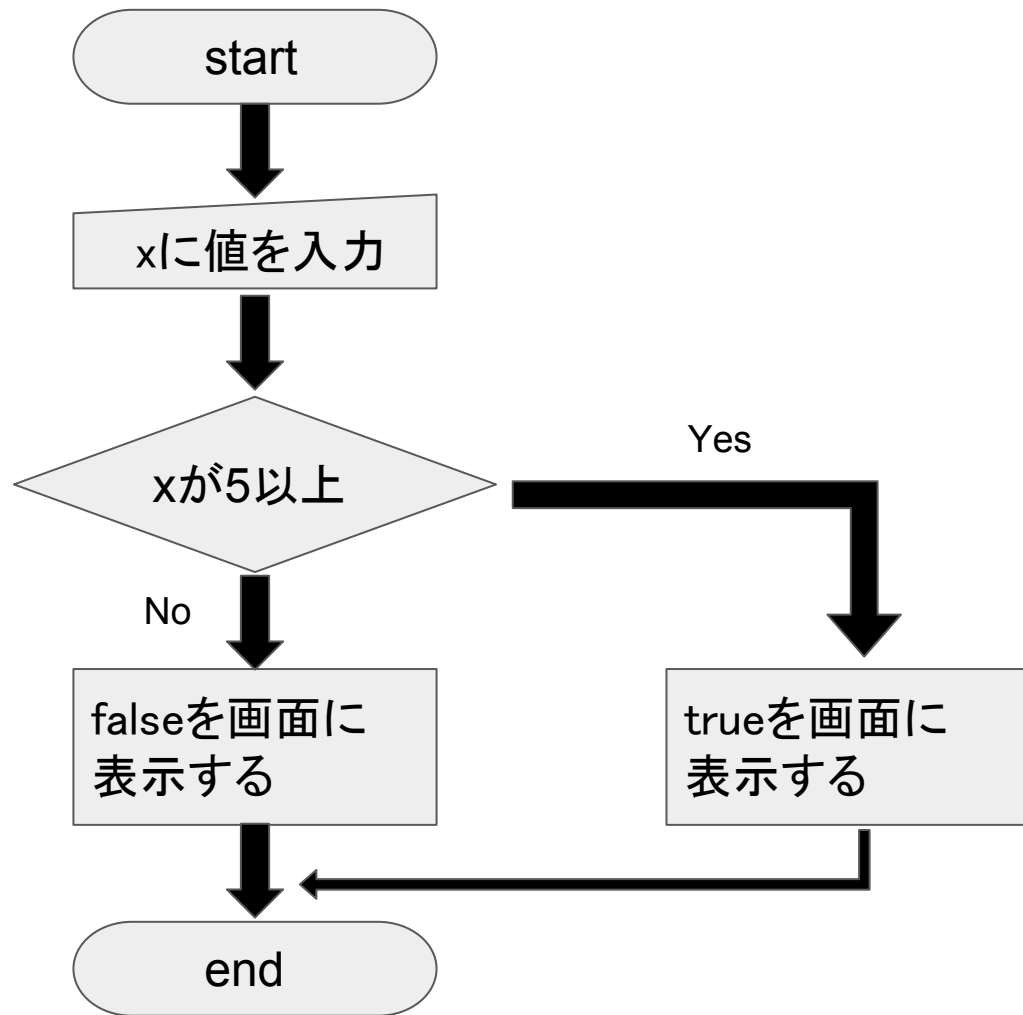 start
xに値を入力
xが5以上
Yes
No
falseを画面に
表示する
trueを画面に
表示する
end